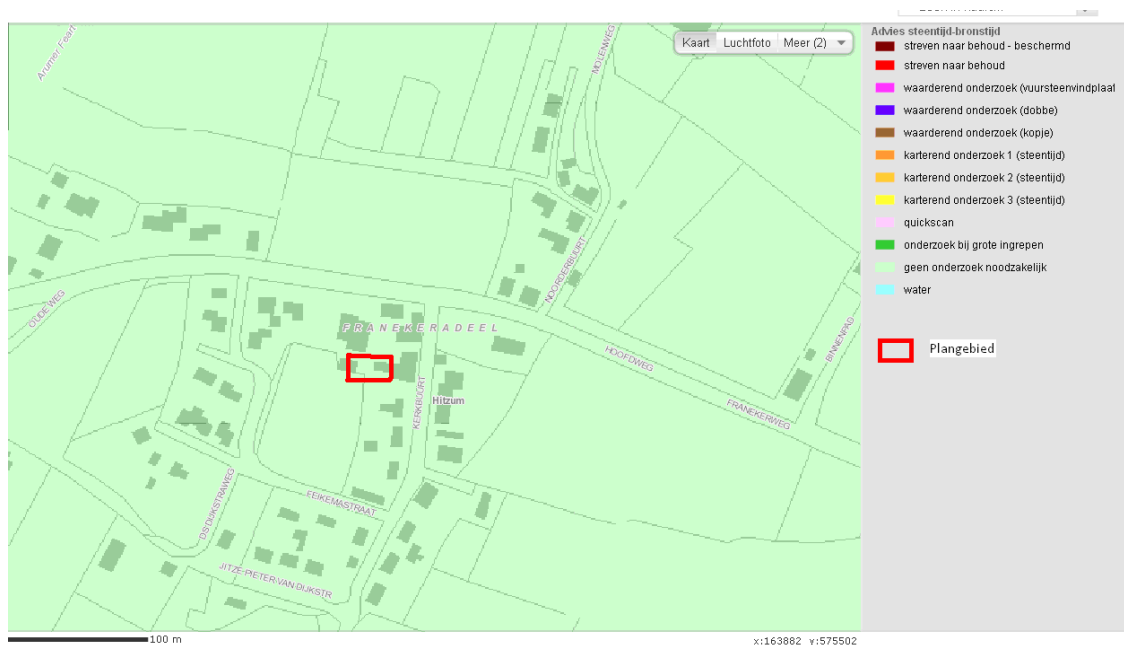 Kaart Luchtfoto Meer (2)
Arumer Feart
MOLENWEG
NOORDERBUORT
OUDE WEG
FRANEKERADEEL
HOOFDWEG
BINNENPAD
Hitzum
KERKBUORT
FRANEKERWEG
FEIKEMASTRAAT
DS DIJKSTRAWEG
JITZE-PIETER-VAN-DIJKSTR
100 m
x:163882 y:575502
Advies steentijd-bronstijd
streven naar behoud - beschermd
streven naar behoud
waarderend onderzoek (vuursteenvindplaat
waarderend onderzoek (dobbe)
waarderend onderzoek (kopje)
karterend onderzoek 1 (steentijd)
karterend onderzoek 2 (steentijd)
karterend onderzoek 3 (steentijd)
quickscan
onderzoek bij grote ingrepen
geen onderzoek noodzakelijk
water
Plangebied